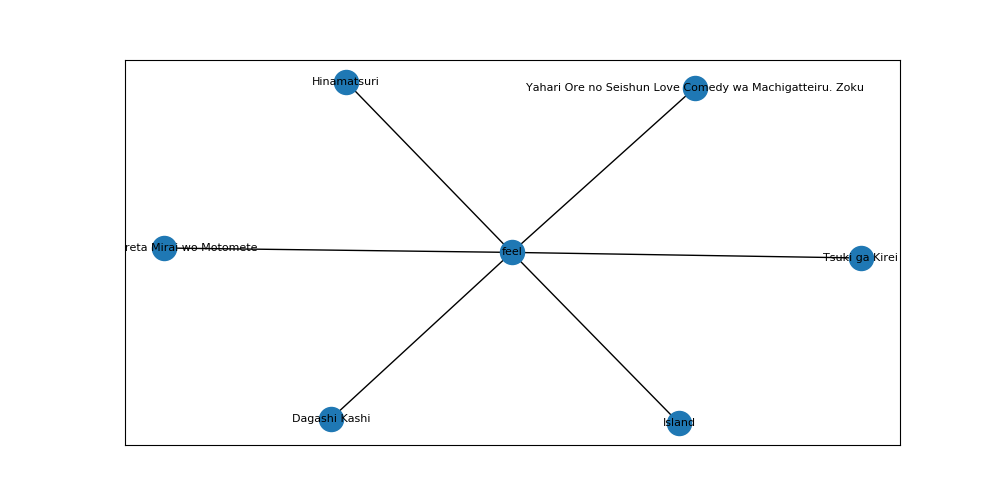 Hinamatsuri
Yahari Ore no Seishun Love Comedy wa Machigatteiru. Zoku
reta Mirai wo Motomete
feel
Tsuki ga Kirei
Dagashi Kashi
Island